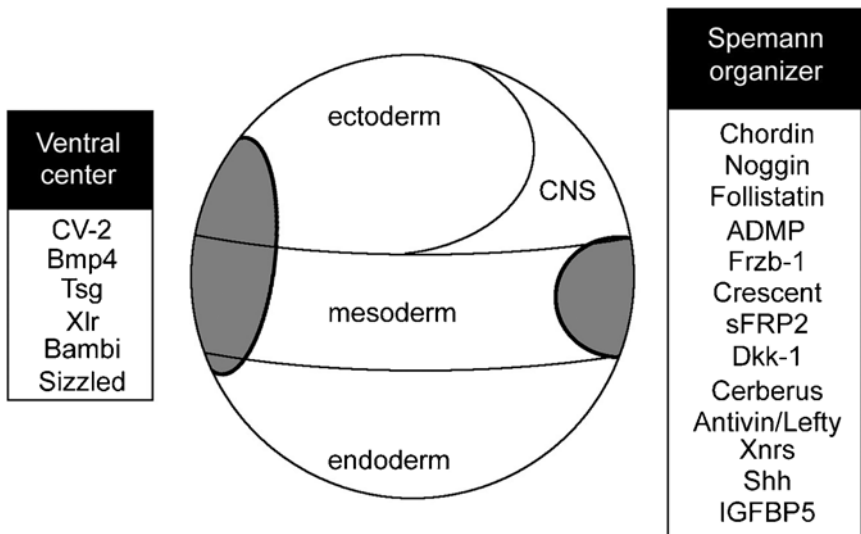 Ventral
center
CV-2
Bmp4
Tsg
Xlr
Bambi
Sizzled
ectoderm
CNS
mesoderm
endoderm
Spemann
organizer
Chordin
Noggin
Follistatin
ADMP
Frzb-1
Crescent
sFRP2
Dkk-1
Cerberus
Antivin/Lefty
Xnrs
Shh
IGFBP5